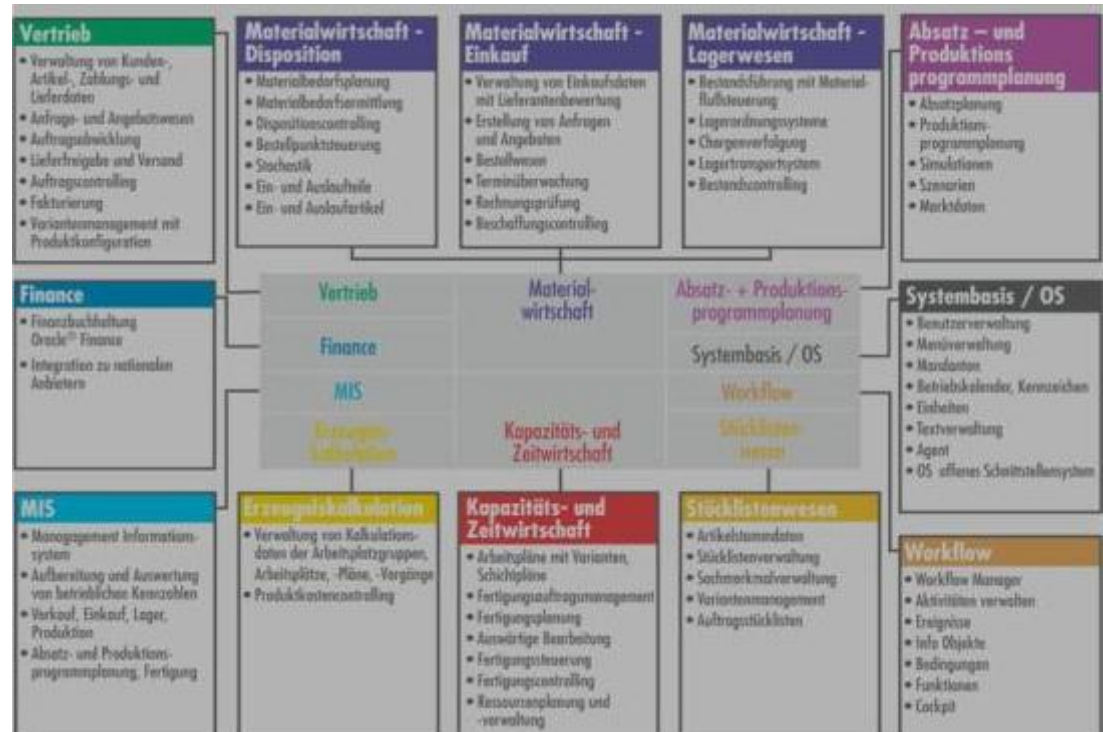 Vertrieb
• Verwaltung von Kunden-,
Artikel-, Zahlungs- und
Lieferdaten
• Anfrage- und Angebotswesen
• Auftragsabwicklung
• Lieferfreigabe und Versand
• Auftragscontrolling
• Fakturierung
• Variantenmanagement mit
Produktkonfiguration
Materialwirtschaft -
Disposition
• Materialbedarfsplanung
• Materialbedarfsermittlung
• Dispositionscontrolling
• Bestellpunktsteuerung
• Stochastik
• Ein- und Auslaufteile
• Ein- und Auslaufartikel
Materialwirtschaft -
Einkauf
• Verwaltung von Einkaufsdaten
mit Lieferantenbewertung
• Erstellung von Anfragen
und Angeboten
• Bestellwesen
• Terminüberwachung
• Rechnungsprüfung
• Beschaffungscontrolling
Materialwirtschaft -
Lagerwesen
• Bestandsführung mit Material-
flußsteuerung
• Lagerordnungssysteme
• Chargenverfolgung
• Lagertransportsystem
• Bestandscontrolling
Absatz – und
Produktions
programmplanung
• Absatzplanung
• Produktions-
programmplanung
• Simulationen
• Szenarien
• Marktdaten
Finance
• Finanzbuchhaltung
Oracle® Finance
• Integration zu nationalen
Anbietern
Vertrieb
Finance
MIS
Erzeugnis-
kalkulation
Material-
wirtschaft
Kapazitäts- und
Zeitwirtschaft
Absatz- + Produktions-
programmplanung
Systembasis / OS
Workflow
Stücklisten-
wesen
Systembasis / OS
• Benutzerverwaltung
• Menüverwaltung
• Mandanten
• Betriebskalender, Kennzeichen
• Einheiten
• Textverwaltung
• Agent
• OS offenes Schnittstellensystem
MIS
• Managagement Informations-
system
• Aufbereitung und Auswertung
von betrieblichen Kennzahlen
• Verkauf, Einkauf, Lager,
Produktion
• Absatz- und Produktions-
programmplanung, Fertigung
Erzeugniskalkulation
• Verwaltung von Kalkulations-
daten der Arbeitsplatzgruppen,
Arbeitsplätze, -Pläne, -Vorgänge
• Produktkostencontrolling
Kapazitäts- und
Zeitwirtschaft
• Arbeitspläne mit Varianten,
Schichtpläne
• Fertigungsauftragsmanagement
• Fertigungsplanung
• Auswärtige Bearbeitung
• Fertigungssteuerung
• Fertigungscontrolling
• Ressourcenplanung und
-verwaltung
Stücklistenwesen
• Artikelstammdaten
• Stücklistenverwaltung
• Sachmerkmalverwaltung
• Variantenmanagement
• Auftragsstücklisten
Workflow
• Workflow Manager
• Aktivitäten verwalten
• Ereignisse
• Info Objekte
• Bedingungen
• Funktionen
• Cockpit